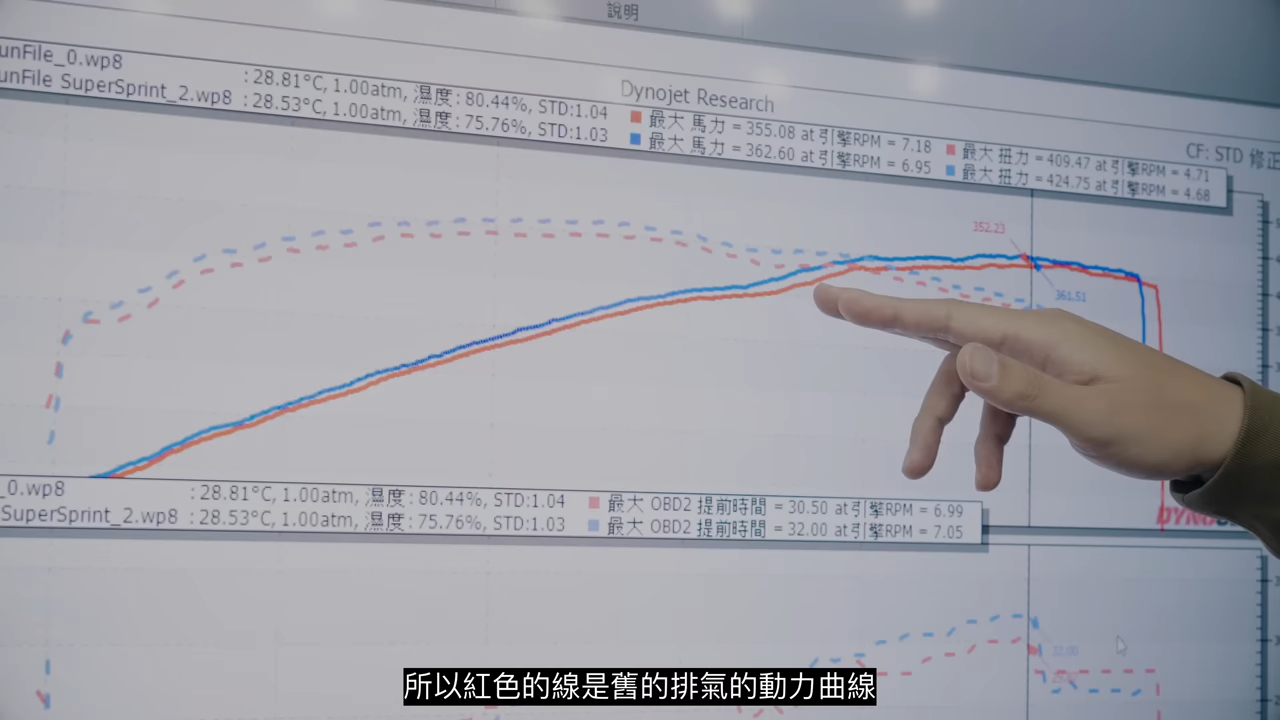 說明
unFile_0.wp8 : 28.81°C, 1.00atm, 濕度: 80.44%, STD:1.04
unFile SuperSprint_2.wp8 : 28.53°C, 1.00atm, 濕度: 75.76%, STD:1.03
Dynojet Research
CF: STD 修正
最大 馬力 = 355.08 at 引擎RPM = 7.18 最大 扭力 = 409.47 at 引擎RPM = 4.71
最大 馬力 = 362.60 at 引擎RPM = 6.95 最大 扭力 = 424.75 at 引擎RPM = 4.68
352.23
361.51
_0.wp8 : 28.81°C, 1.00atm, 濕度: 80.44%, STD:1.04 最大 OBD2 提前時間 = 30.50 at 引擎RPM = 6.99
SuperSprint_2.wp8 : 28.53°C, 1.00atm, 濕度: 75.76%, STD:1.03 最大 OBD2 提前時間 = 32.00 at 引擎RPM = 7.05
32.00
所以紅色的線是舊的排氣的動力曲線